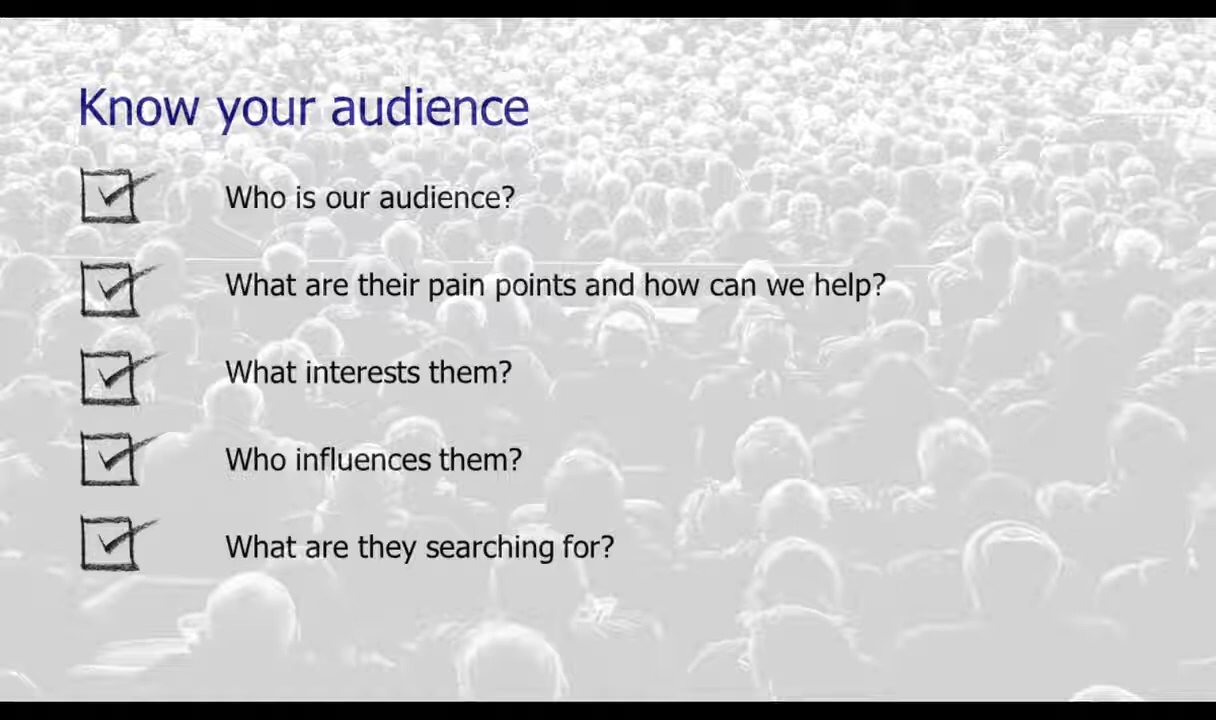 Know your audience
Who is our audience?
What are their pain points and how can we help?
What interests them?
Who influences them?
What are they searching for?